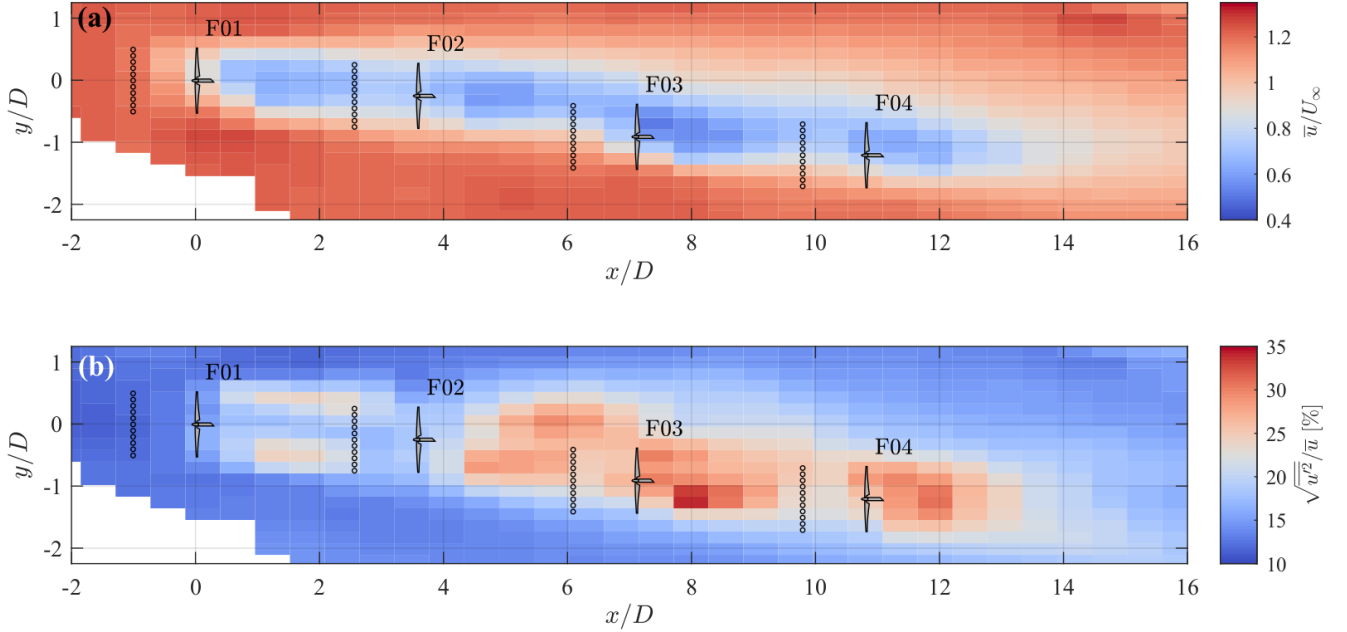 (a)
F01
F02
F03
F04
1
0
-1
-2
y/D
-2 0 2 4 6 8 10 12 14 16
x/D
1.2
1
0.8
0.6
0.4
u̅/U∞
(b)
F01
F02
F03
F04
1
0
-1
-2
y/D
-2 0 2 4 6 8 10 12 14 16
x/D
35
30
25
20
15
10
√u̅'²̅/u̅ [%]